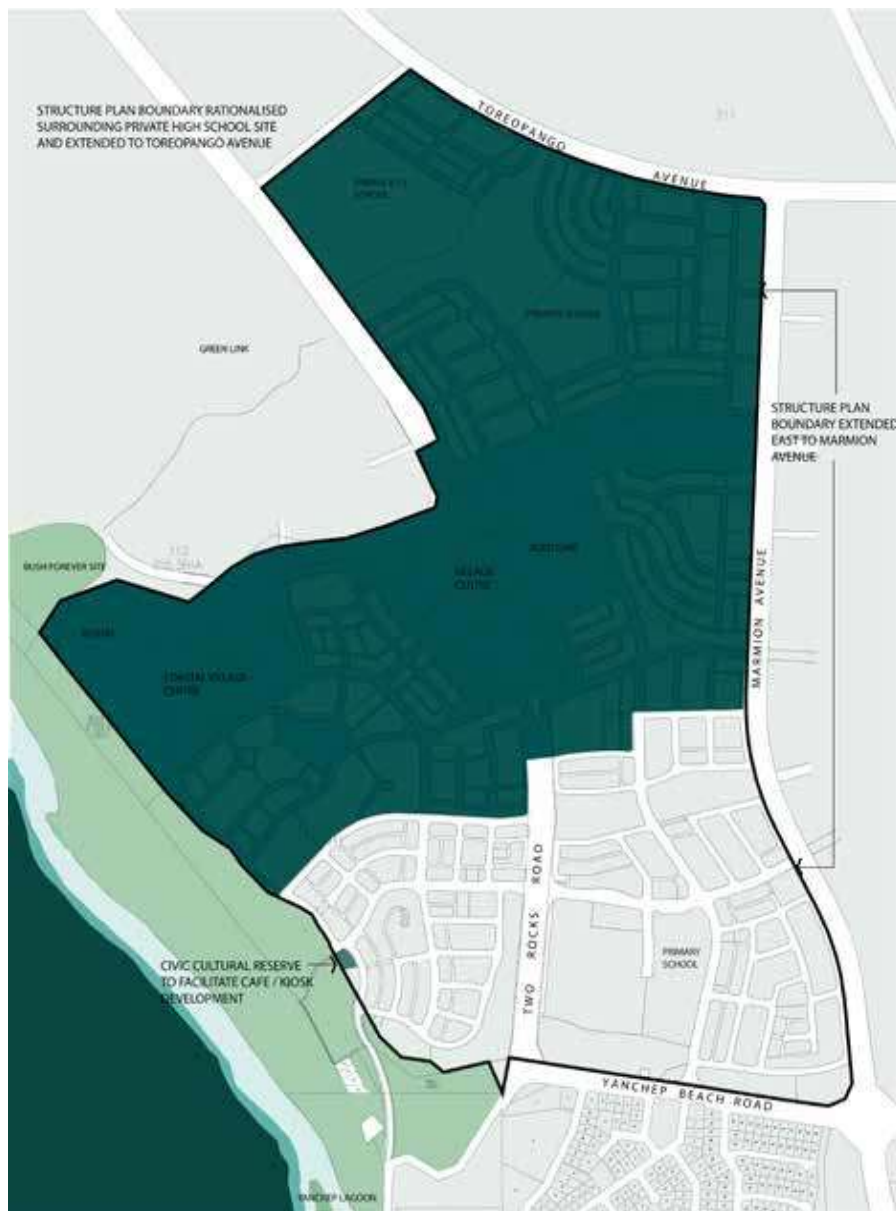 STRUCTURE PLAN BOUNDARY RATIONALISED
SURROUNDING PRIVATE HIGH SCHOOL SITE
AND EXTENDED TO TOREOPANGO AVENUE
TOREOPANGO
AVENUE
SCHOOL
GREEN LINK
STRUCTURE PLAN
BOUNDARY EXTENDED
EAST TO MARMION
AVENUE
BUSH FOREVER SITE
VILLAGE
CENTRE
COASTAL VILLAGE
CENTRE
MARMION AVENUE
TWO ROCKS ROAD
CIVIC CULTURAL RESERVE
TO FACILITATE CAFE / KIOSK
DEVELOPMENT
PRIMARY
SCHOOL
YANCHEP BEACH ROAD
YANCHEP LAGOON